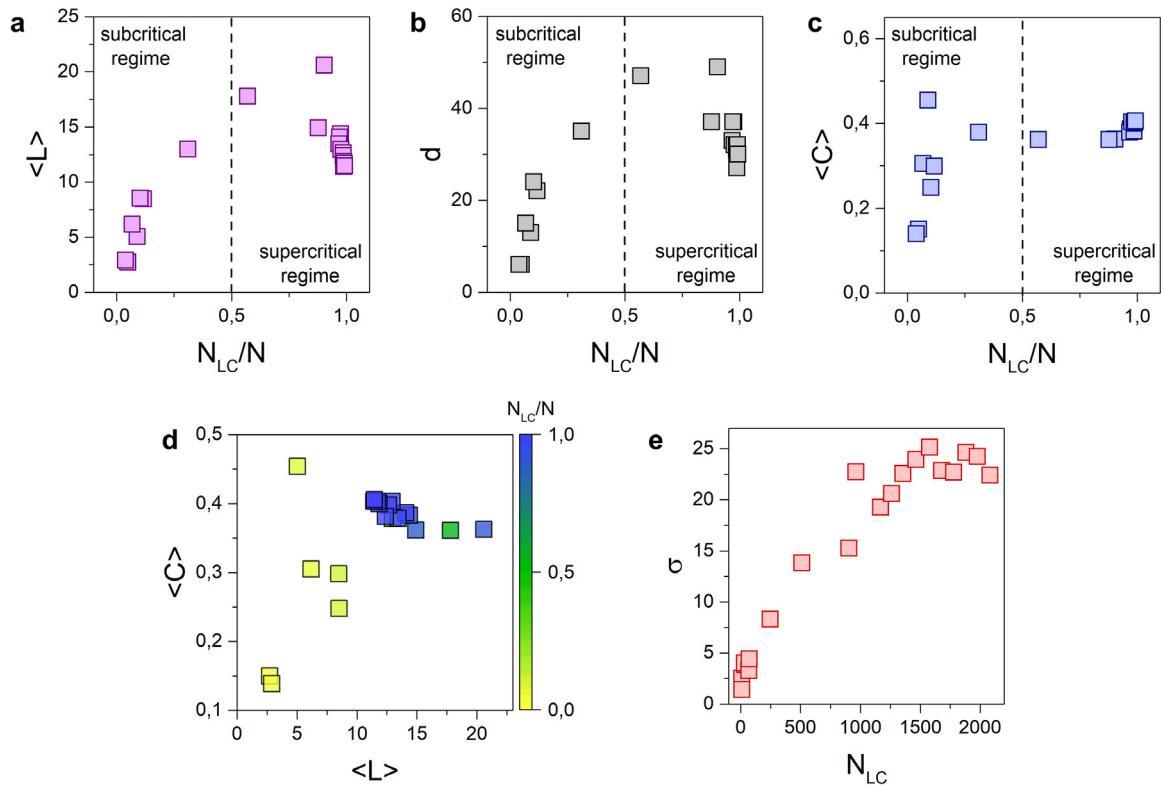 a
25
20
15
10
5
0
<L>
subcritical
regime
supercritical
regime
0,0
0,5
1,0
N_LC/N
b
60
40
20
0
d
subcritical
regime
supercritical
regime
0,0
0,5
1,0
N_LC/N
c
0,6
0,4
0,2
0,0
<C>
subcritical
regime
supercritical
regime
0,0
0,5
1,0
N_LC/N
d
0,5
0,4
0,3
0,2
0,1
<C>
0
5
10
15
20
<L>
N_LC/N
1,0
0,5
0,0
e
25
20
15
10
5
0
σ
0
500
1000
1500
2000
N_LC